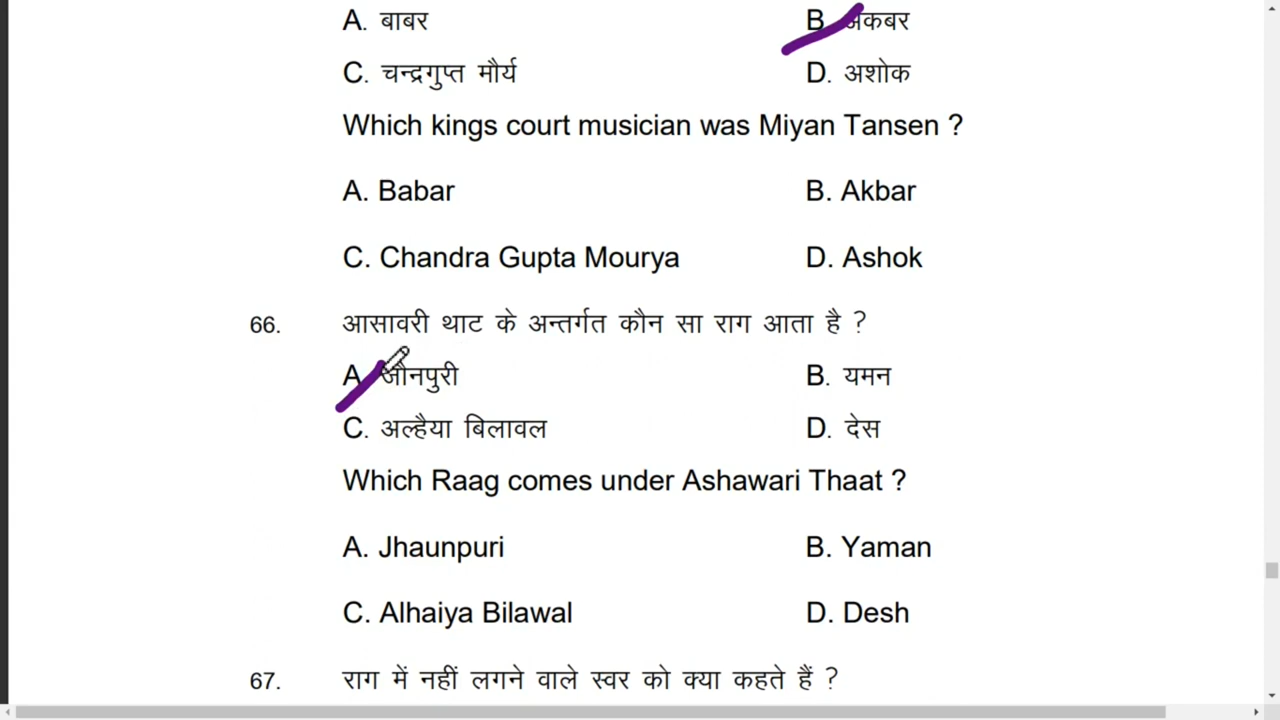 A. बाबर B. अकबर
C. चन्द्रगुप्त मौर्य D. अशोक
Which kings court musician was Miyan Tansen ?
A. Babar B. Akbar
C. Chandra Gupta Mourya D. Ashok
66. आसावरी थाट के अन्तर्गत कौन सा राग आता है ?
A. जौनपुरी B. यमन
C. अल्हैया बिलावल D. देस
Which Raag comes under Ashawari Thaat ?
A. Jhaunpuri B. Yaman
C. Alhaiya Bilawal D. Desh
67. राग में नहीं लगने वाले स्वर को क्या कहते हैं ?